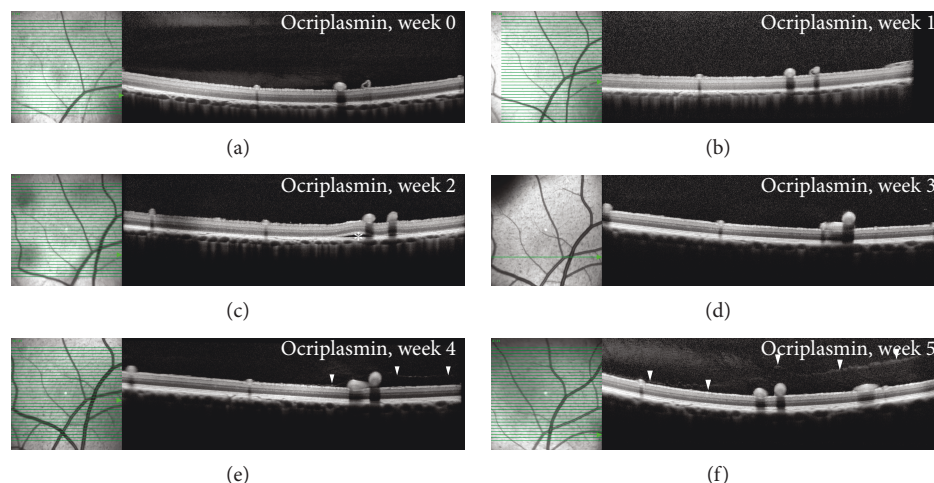 Ocriplasmin, week 0
Ocriplasmin, week 1
(a)
(b)
Ocriplasmin, week 2
Ocriplasmin, week 3
*
(c)
(d)
Ocriplasmin, week 4
Ocriplasmin, week 5
(e)
(f)